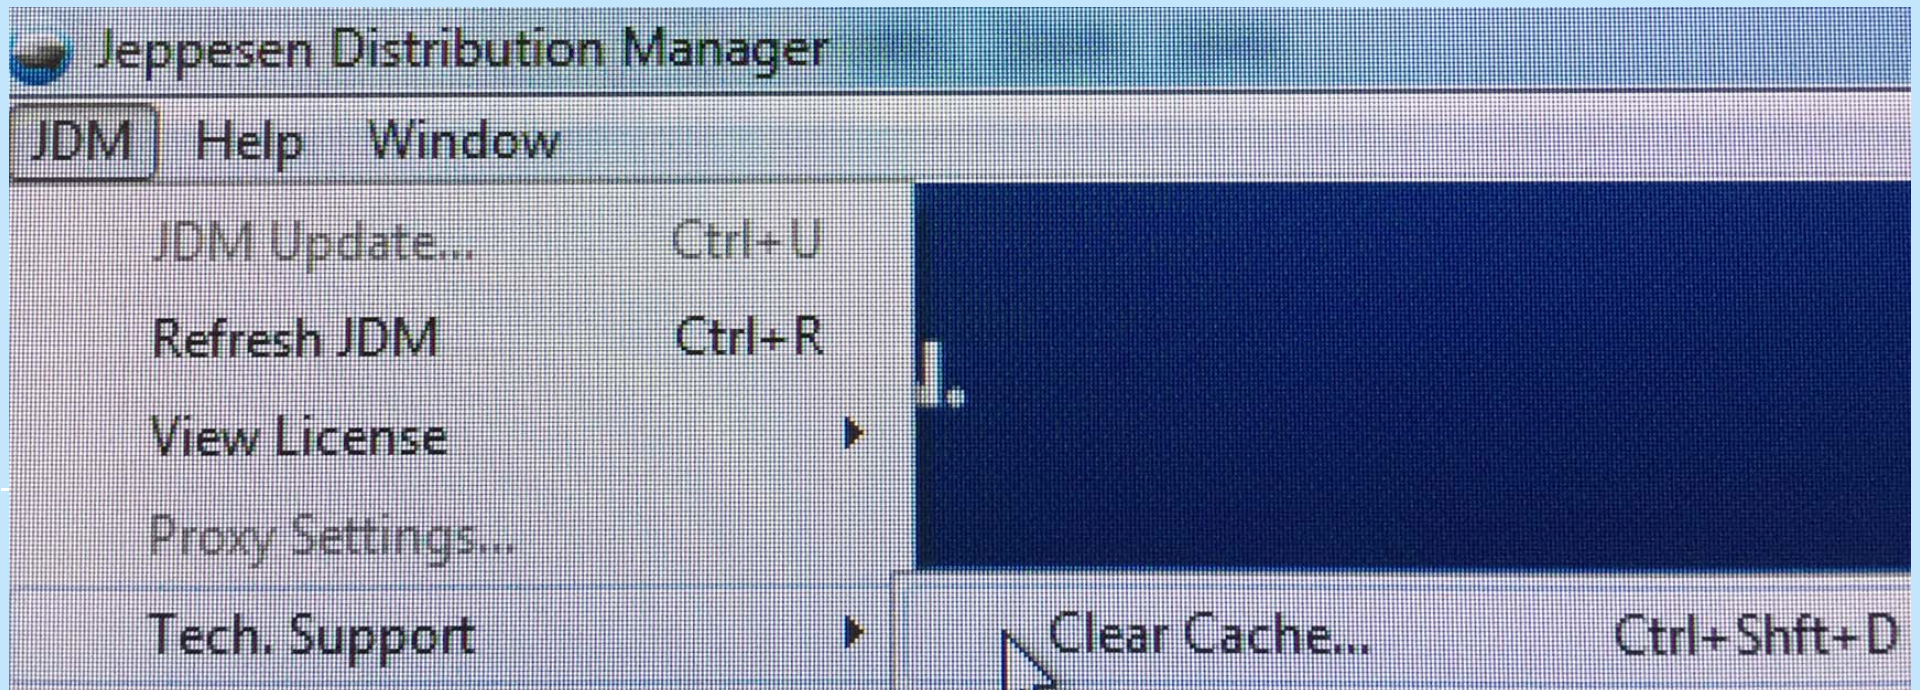 Jeppesen Distribution Manager
JDM Help Window
JDM Update... Ctrl+U
Refresh JDM Ctrl+R
View License
Proxy Settings...
Tech. Support
Clear Cache... Ctrl+Shft+D